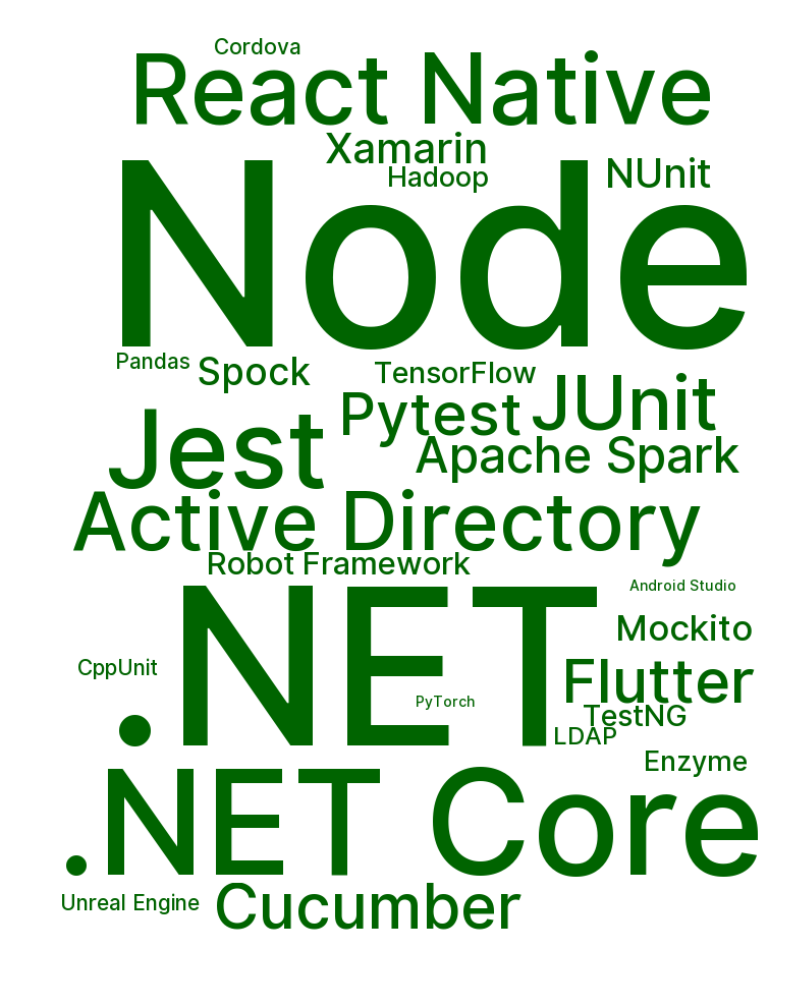 Cordova
React Native
Xamarin
Hadoop
NUnit
Node
Pandas
Spock
TensorFlow
JUnit
Pytest
Jest
Apache Spark
Active Directory
Robot Framework
Android Studio
.NET
Mockito
CppUnit
Flutter
PyTorch
TestNG
LDAP
Enzyme
.NET Core
Unreal Engine
Cucumber